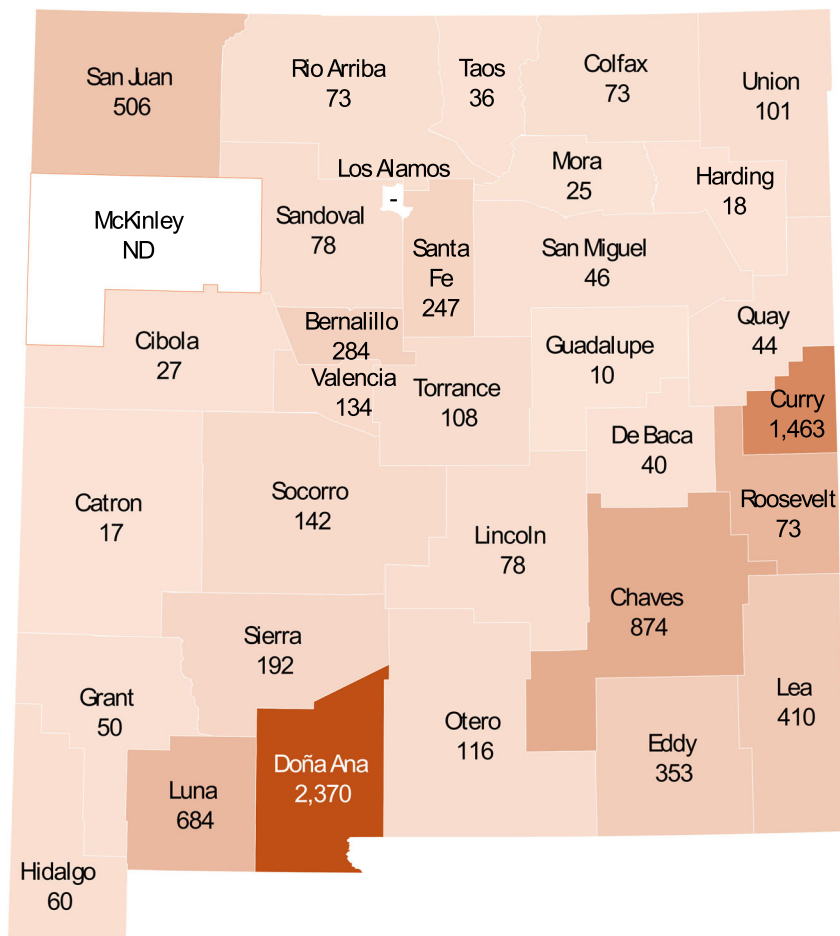 San Juan
506
Rio Arriba
73
Taos
36
Colfax
73
Union
101
Los Alamos
-
Mora
25
Harding
18
McKinley
ND
Sandoval
78
Santa
Fe
247
San Miguel
46
Cibola
27
Bernalillo
284
Valencia
134
Torrance
108
Guadalupe
10
Quay
44
Curry
1,463
De Baca
40
Roosevelt
73
Catron
17
Socorro
142
Lincoln
78
Chaves
874
Sierra
192
Grant
50
Luna
684
Doña Ana
2,370
Otero
116
Eddy
353
Lea
410
Hidalgo
60